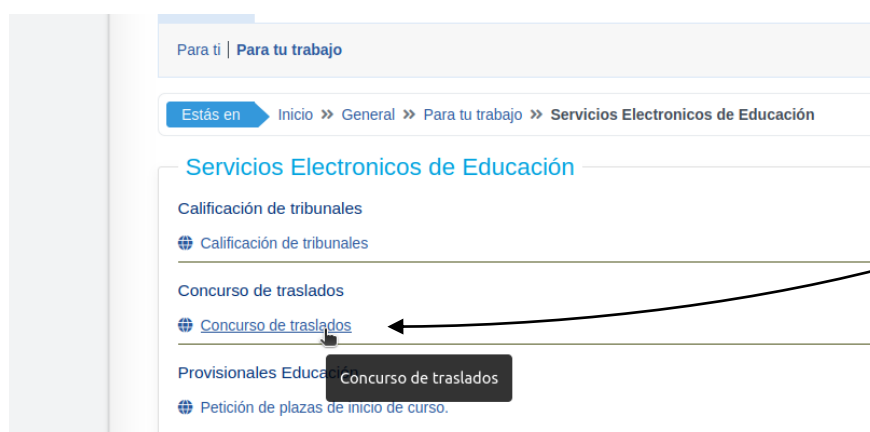 Para ti | Para tu trabajo
Estás en Inicio » General » Para tu trabajo » Servicios Electronicos de Educación
Servicios Electronicos de Educación
Calificación de tribunales
Calificación de tribunales
Concurso de traslados
Concurso de traslados
Provisionales Educación
Concurso de traslados
Petición de plazas de inicio de curso.